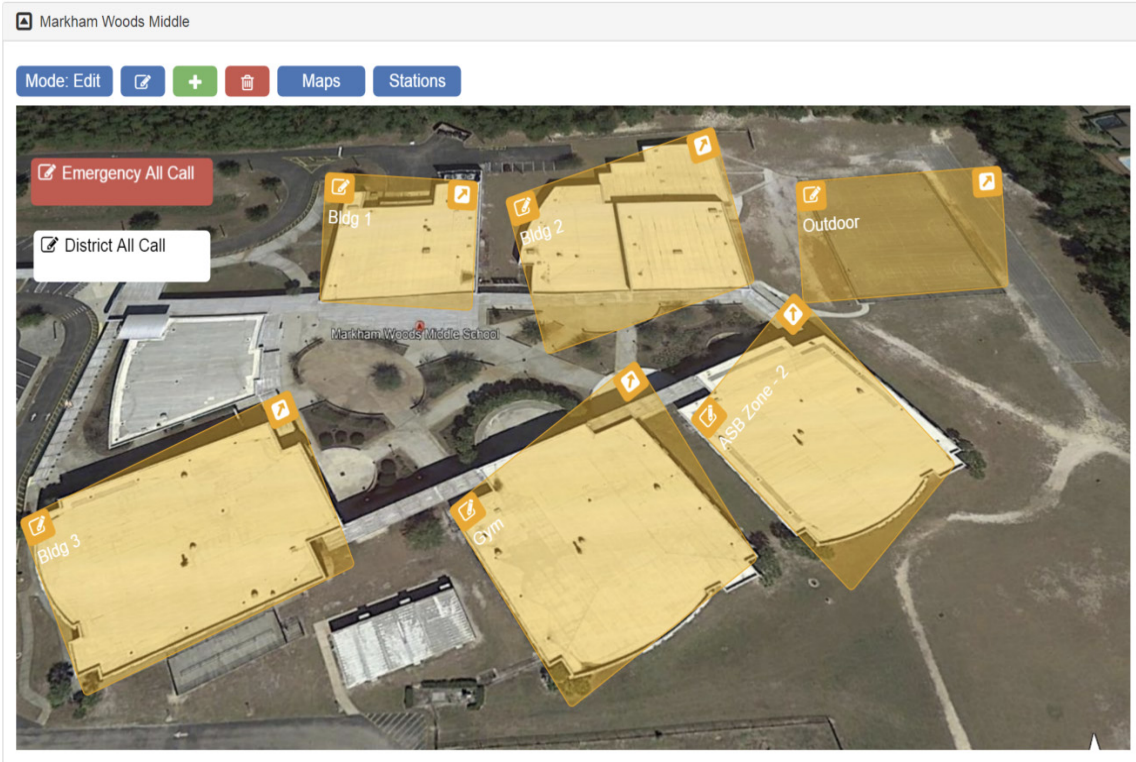 Markham Woods Middle
Mode: Edit
Maps
Stations
Emergency All Call
District All Call
Bldg 1
Bldg 2
Outdoor
Markham Woods Middle School
ASB Zone - 2
Bldg 3
Gym